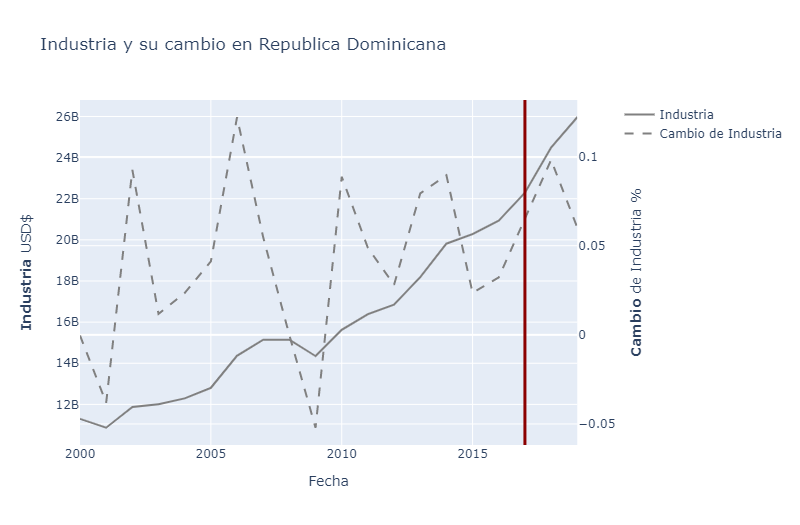 Industria y su cambio en Republica Dominicana
Industria
Cambio de Industria
26B
24B
22B
20B
18B
16B
14B
12B
0.1
0.05
0
−0.05
2000
2005
2010
2015
Fecha
Industria USD$
Cambio de Industria %